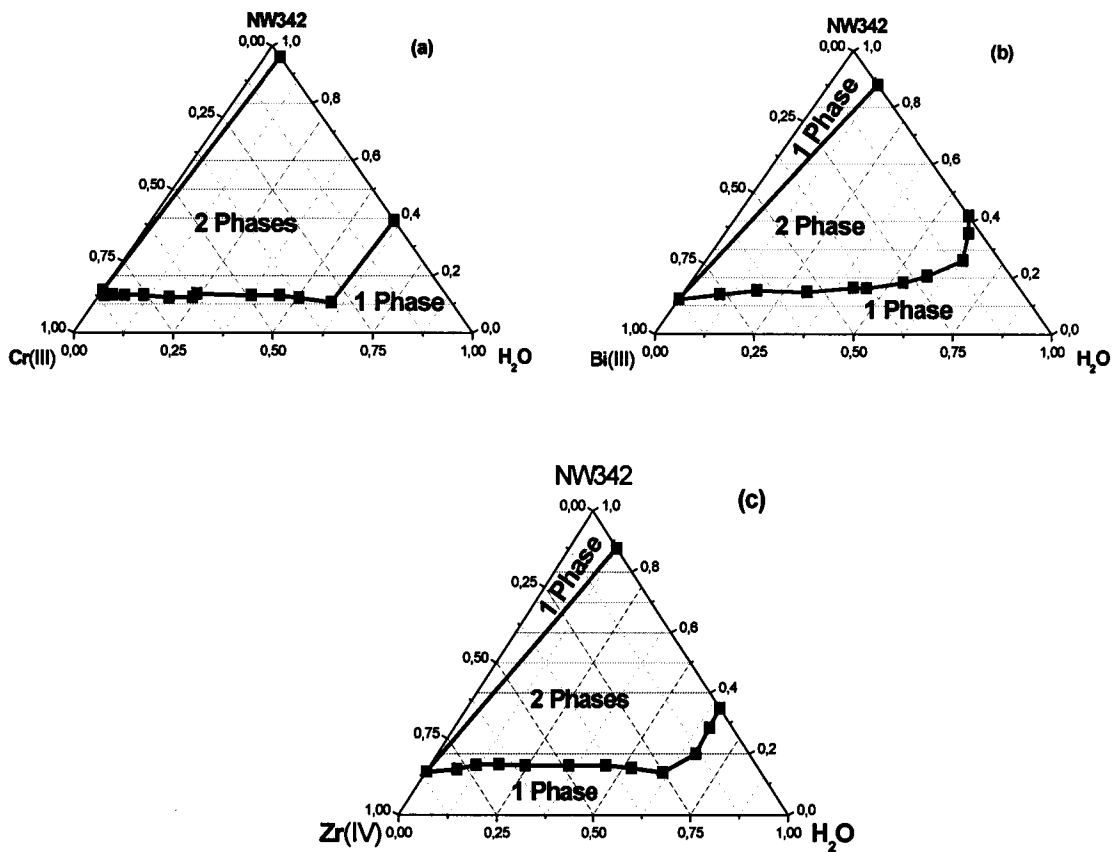 NW342
(a)
0,00 1,0
0,25
0,8
0,50
0,6
2 Phases
0,4
0,75
0,2
1 Phase
1,00
0,0
0,00 0,25 0,50 0,75 1,00
Cr(III)
H2O
NW342
(b)
0,00 1,0
1 Phase
0,25
0,8
0,50
0,6
2 Phase
0,4
0,75
0,2
1 Phase
1,00
0,0
0,00 0,25 0,50 0,75 1,00
Bi(III)
H2O
NW342
(c)
0,00 1,0
1 Phase
0,25
0,8
0,50
0,6
2 Phases
0,4
0,75
0,2
1 Phase
1,00
0,0
0,00 0,25 0,50 0,75 1,00
Zr(IV)
H2O